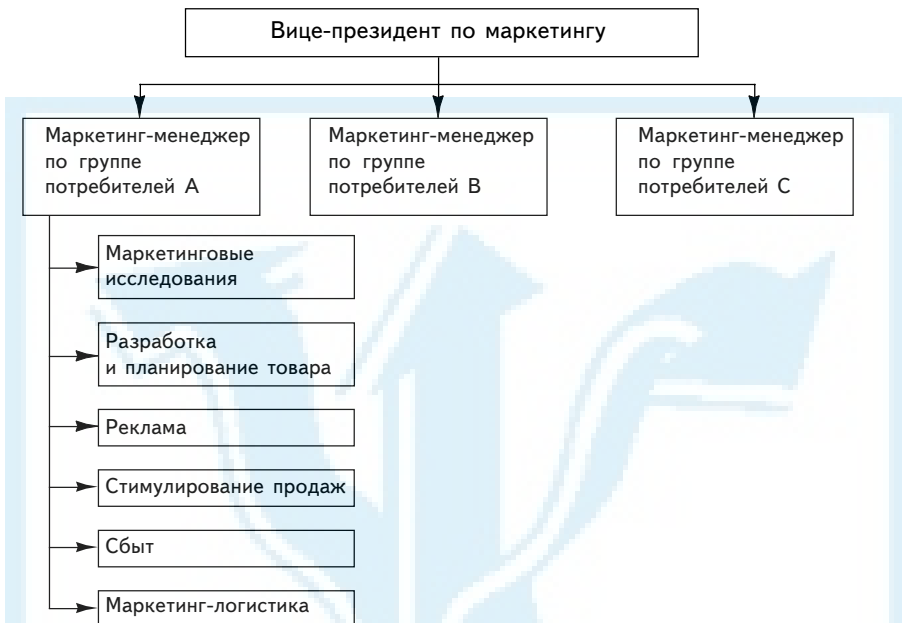 Вице-президент по маркетингу
Маркетинг-менеджер
по группе
потребителей А
Маркетинг-менеджер
по группе
потребителей В
Маркетинг-менеджер
по группе
потребителей С
Маркетинговые
исследования
Разработка
и планирование товара
Реклама
Стимулирование продаж
Сбыт
Маркетинг-логистика